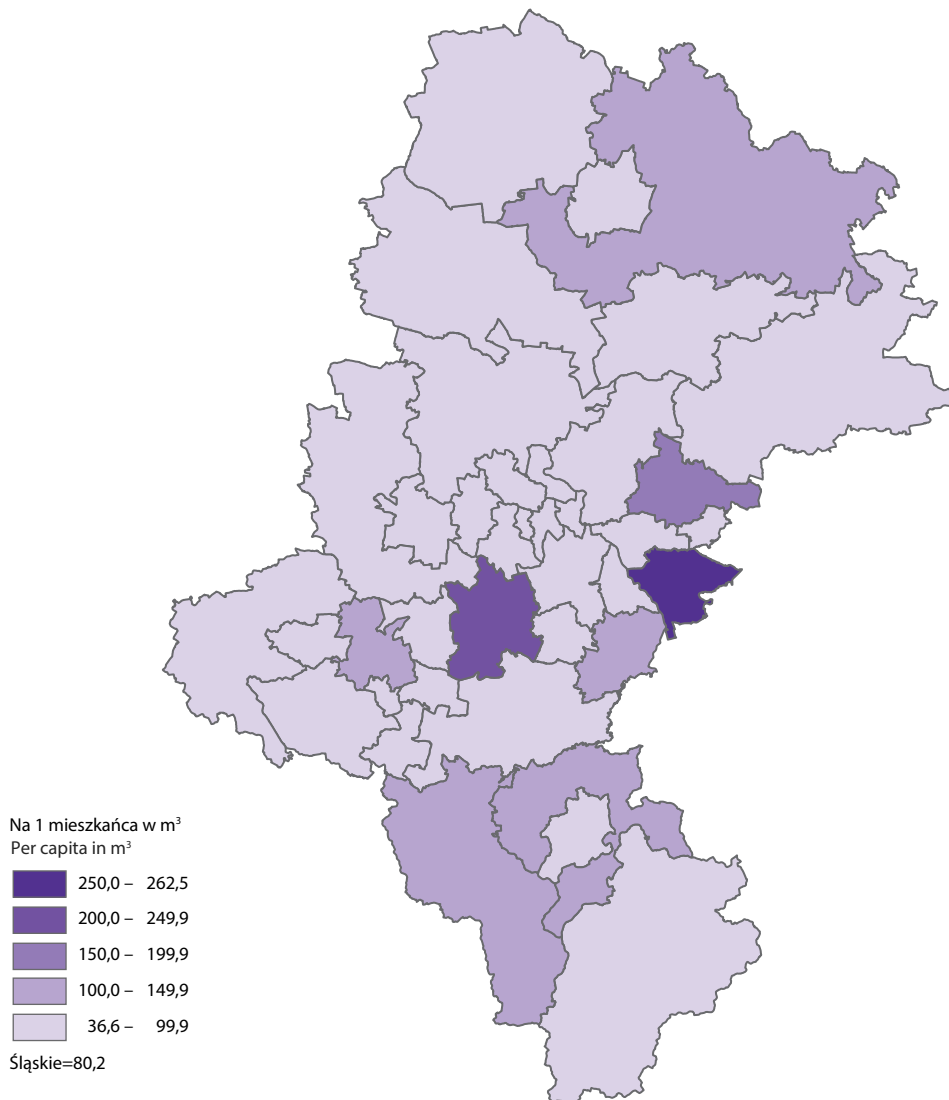 Na 1 mieszkańca w m³
Per capita in m³
250,0 – 262,5
200,0 – 249,9
150,0 – 199,9
100,0 – 149,9
36,6 – 99,9
Śląskie=80,2